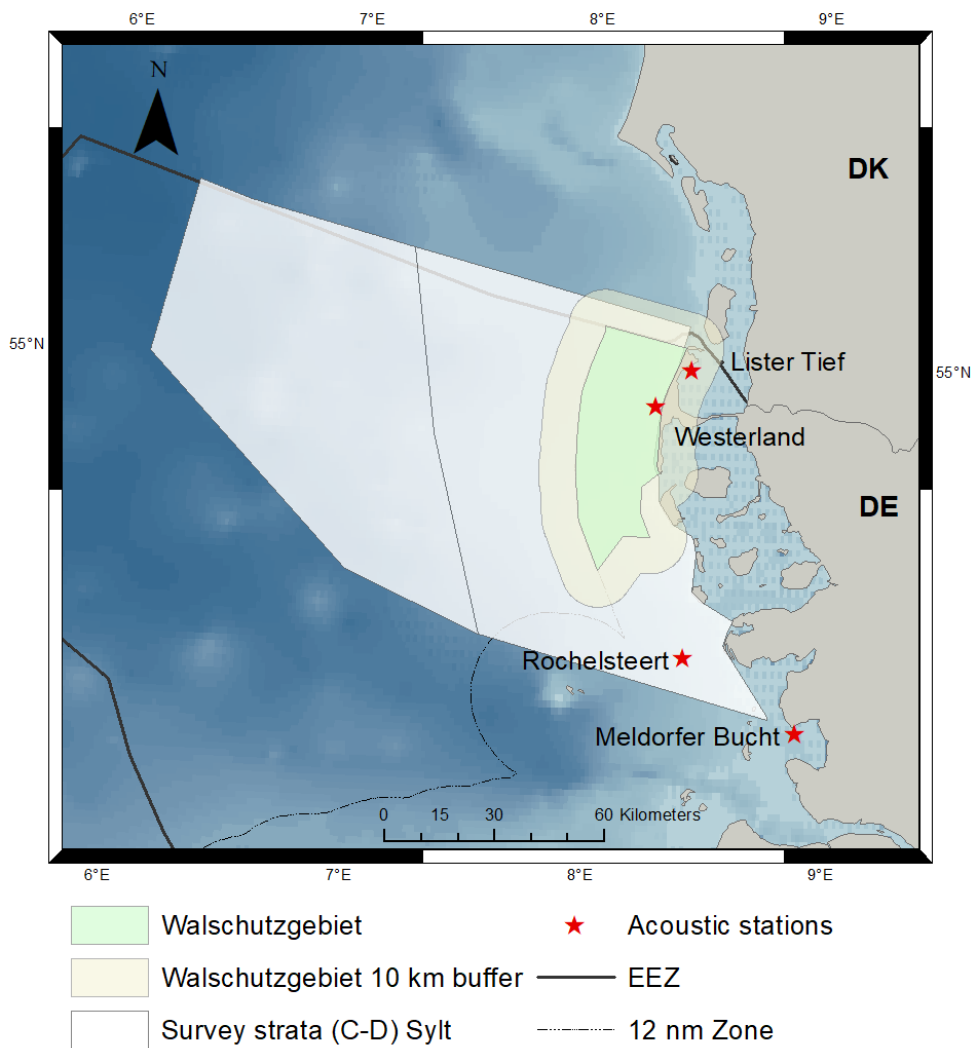 6°E 7°E 8°E 9°E
N
DK
55°N
55°N
Lister Tief
Westerland
DE
Rochelsteert
Meldorfer Bucht
0 15 30 60 Kilometers
6°E 7°E 8°E 9°E
Walschutzgebiet
Acoustic stations
Walschutzgebiet 10 km buffer
EEZ
Survey strata (C-D) Sylt
12 nm Zone